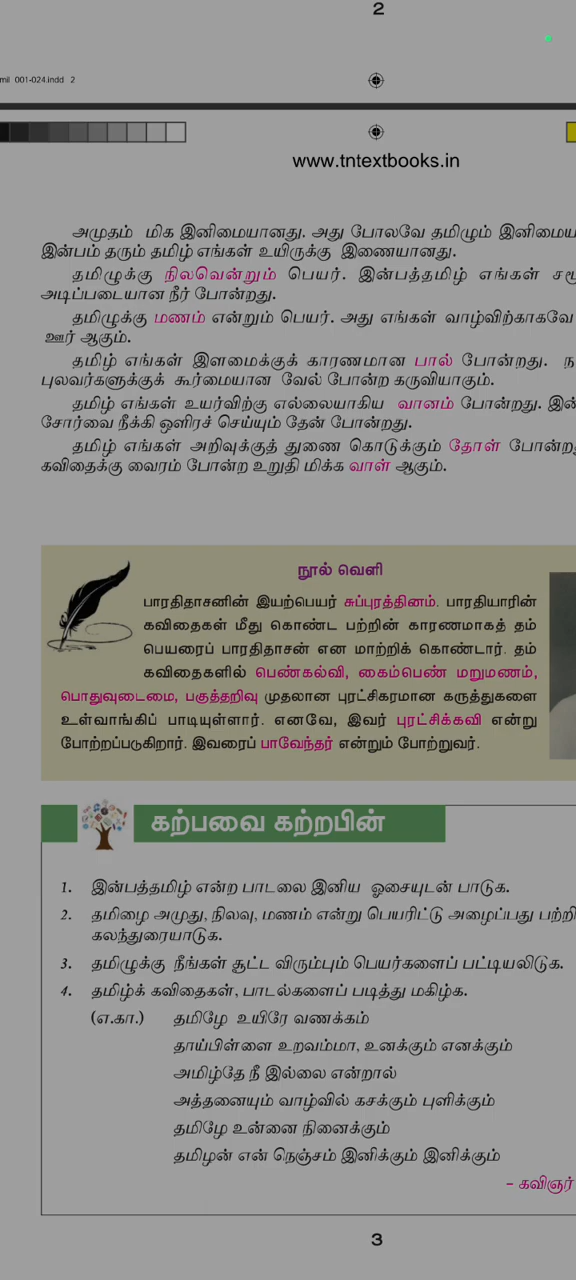 2
mil 001-024.indd 2
www.tntextbooks.in
அமுதம் மிக இனிமையானது. அது போலவே தமிழும்
இன்பம் தரும் தமிழ் எங்கள் உயிருக்கு இணையானது.
தமிழுக்கு நிலவென்றும் பெயர். இன்பத்தமிழ் எங்கள்
அடிப்படையான நீர் போன்றது.
தமிழுக்கு மணம் என்றும் பெயர். அது எங்கள் வாழ்விற்காகவே
ஊர் ஆகும்.
தமிழ் எங்கள் இளமைக்குக் காரணமான பால் போன்றது.
புலவர்களுக்குக் கூர்மையான வேல் போன்ற கருவியாகும்.
தமிழ் எங்கள் உயர்விற்கு எல்லையாகிய வானம் போன்றது.
சோர்வை நீக்கி ஒளிரச் செய்யும் தேன் போன்றது.
தமிழ் எங்கள் அறிவுக்குத் துணை கொடுக்கும் தோள்
கவிதைக்கு வைரம் போன்ற உறுதி மிக்க வாள் ஆகும்.
நூல் வெளி
பாரதிதாசனின் இயற்பெயர் சுப்புரத்தினம். பாரதியாரின்
கவிதைகள் மீது கொண்ட பற்றின் காரணமாகத் தம்
பெயரைப் பாரதிதாசன் என மாற்றிக் கொண்டார். தம்
கவிதைகளில் பெண்கல்வி, கைம்பெண் மறுமணம்,
பொதுவுடைமை, பகுத்தறிவு முதலான புரட்சிகரமான கருத்துகளை
உள்வாங்கிப் பாடியுள்ளார். எனவே, இவர் புரட்சிக்கவி என்று
போற்றப்படுகிறார். இவரைப் பாவேந்தர் என்றும் போற்றுவர்.
கற்பவை கற்றபின்
1. இன்பத்தமிழ் என்ற பாடலை இனிய ஓசையுடன் பாடுக.
2. தமிழை அமுது, நிலவு, மணம் என்று பெயரிட்டு அழைப்பது பற்றி
கலந்துரையாடுக.
3. தமிழுக்கு நீங்கள் சூட்ட விரும்பும் பெயர்களைப் பட்டியலிடுக.
4. தமிழ்க் கவிதைகள், பாடல்களைப் படித்து மகிழ்க.
(எ.கா.) தமிழே உயிரே வணக்கம்
தாய்பிள்ளை உறவம்மா, உனக்கும் எனக்கும்
அமிழ்தே நீ இல்லை என்றால்
அத்தனையும் வாழ்வில் கசக்கும் புளிக்கும்
தமிழே உன்னை நினைக்கும்
தமிழன் என் நெஞ்சம் இனிக்கும் இனிக்கும்
– கவிஞர்
3